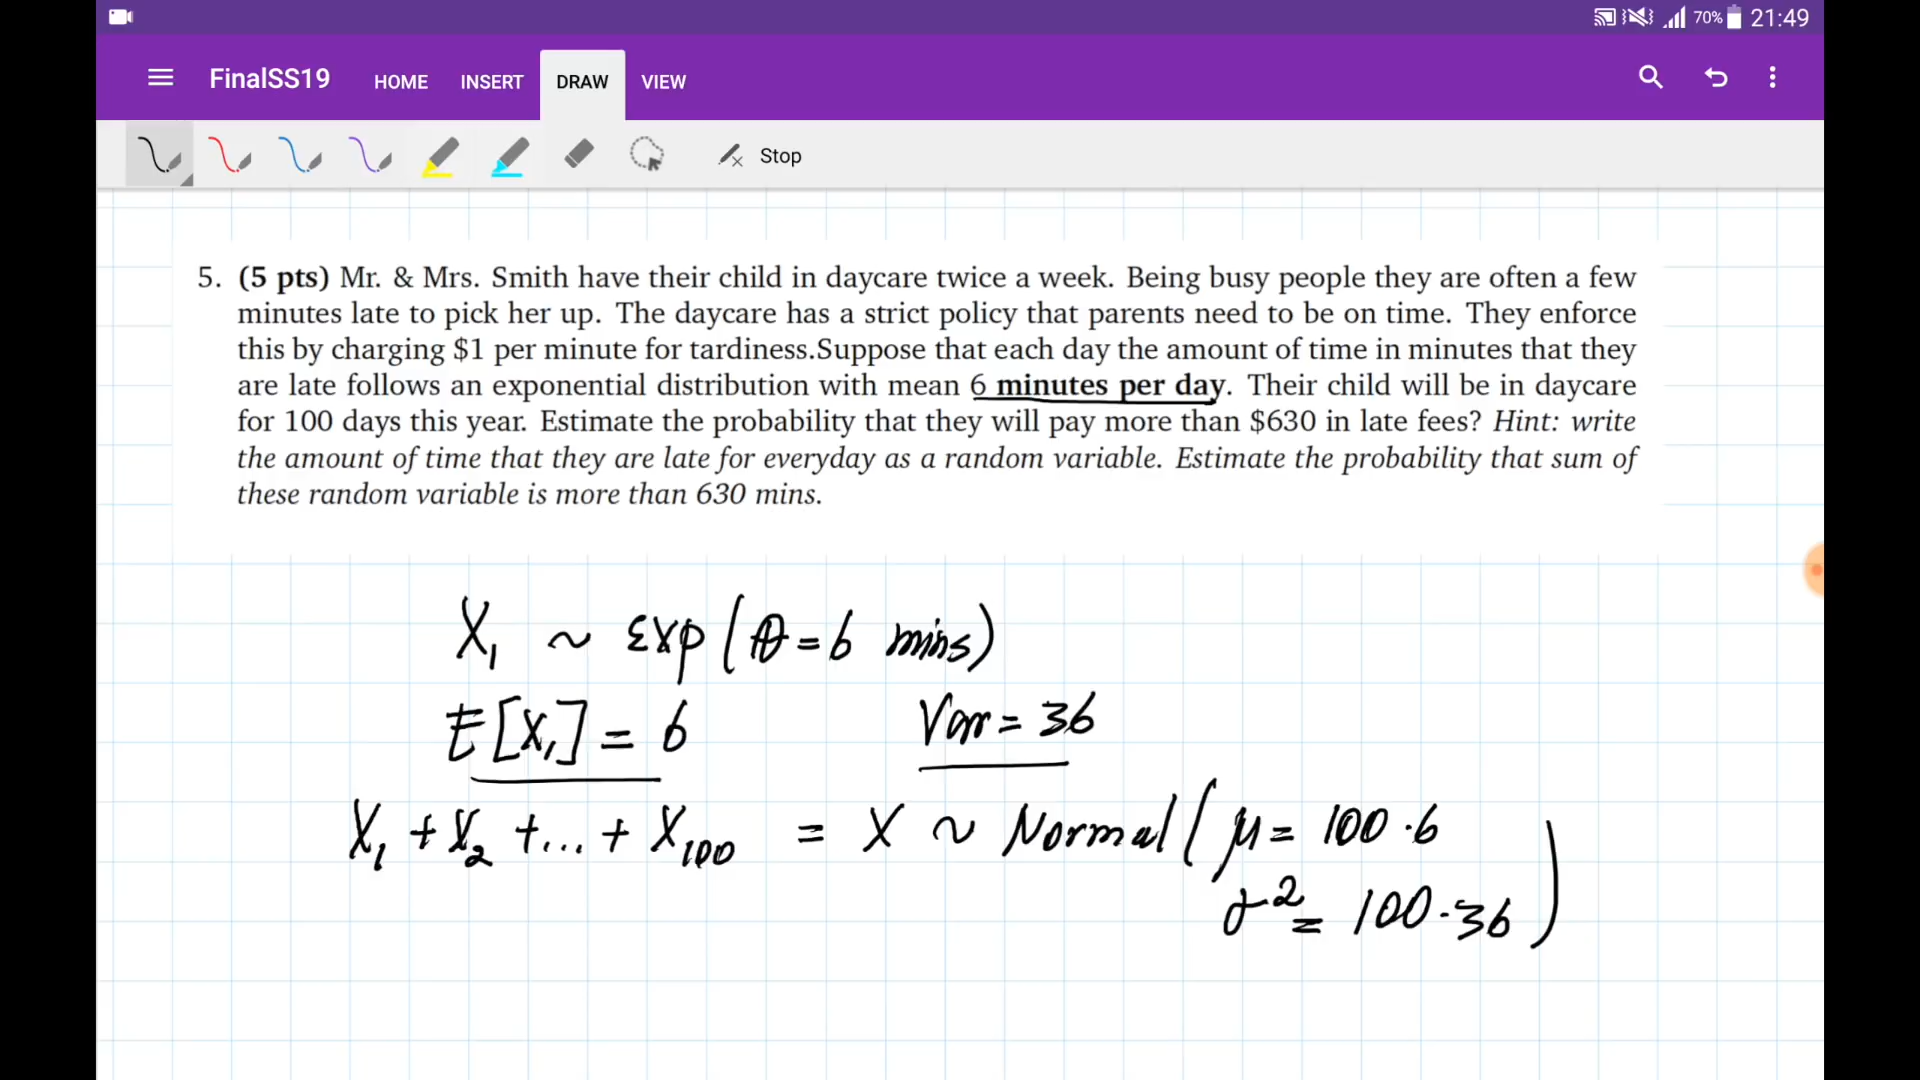 70% 21:49
FinalSS19 HOME INSERT DRAW VIEW
Stop
5. (5 pts) Mr. & Mrs. Smith have their child in daycare twice a week. Being busy people they are often a few
minutes late to pick her up. The daycare has a strict policy that parents need to be on time. They enforce
this by charging $1 per minute for tardiness.Suppose that each day the amount of time in minutes that they
are late follows an exponential distribution with mean 6 minutes per day. Their child will be in daycare
for 100 days this year. Estimate the probability that they will pay more than $630 in late fees? Hint: write
the amount of time that they are late for everyday as a random variable. Estimate the probability that sum of
these random variable is more than 630 mins.
X₁ ~ Exp(θ=6 mins)
E[X₁] = 6 Var = 36
X₁ + X₂ +... + X₁₀₀ = X ~ Normal(μ = 100·6
σ² = 100·36)